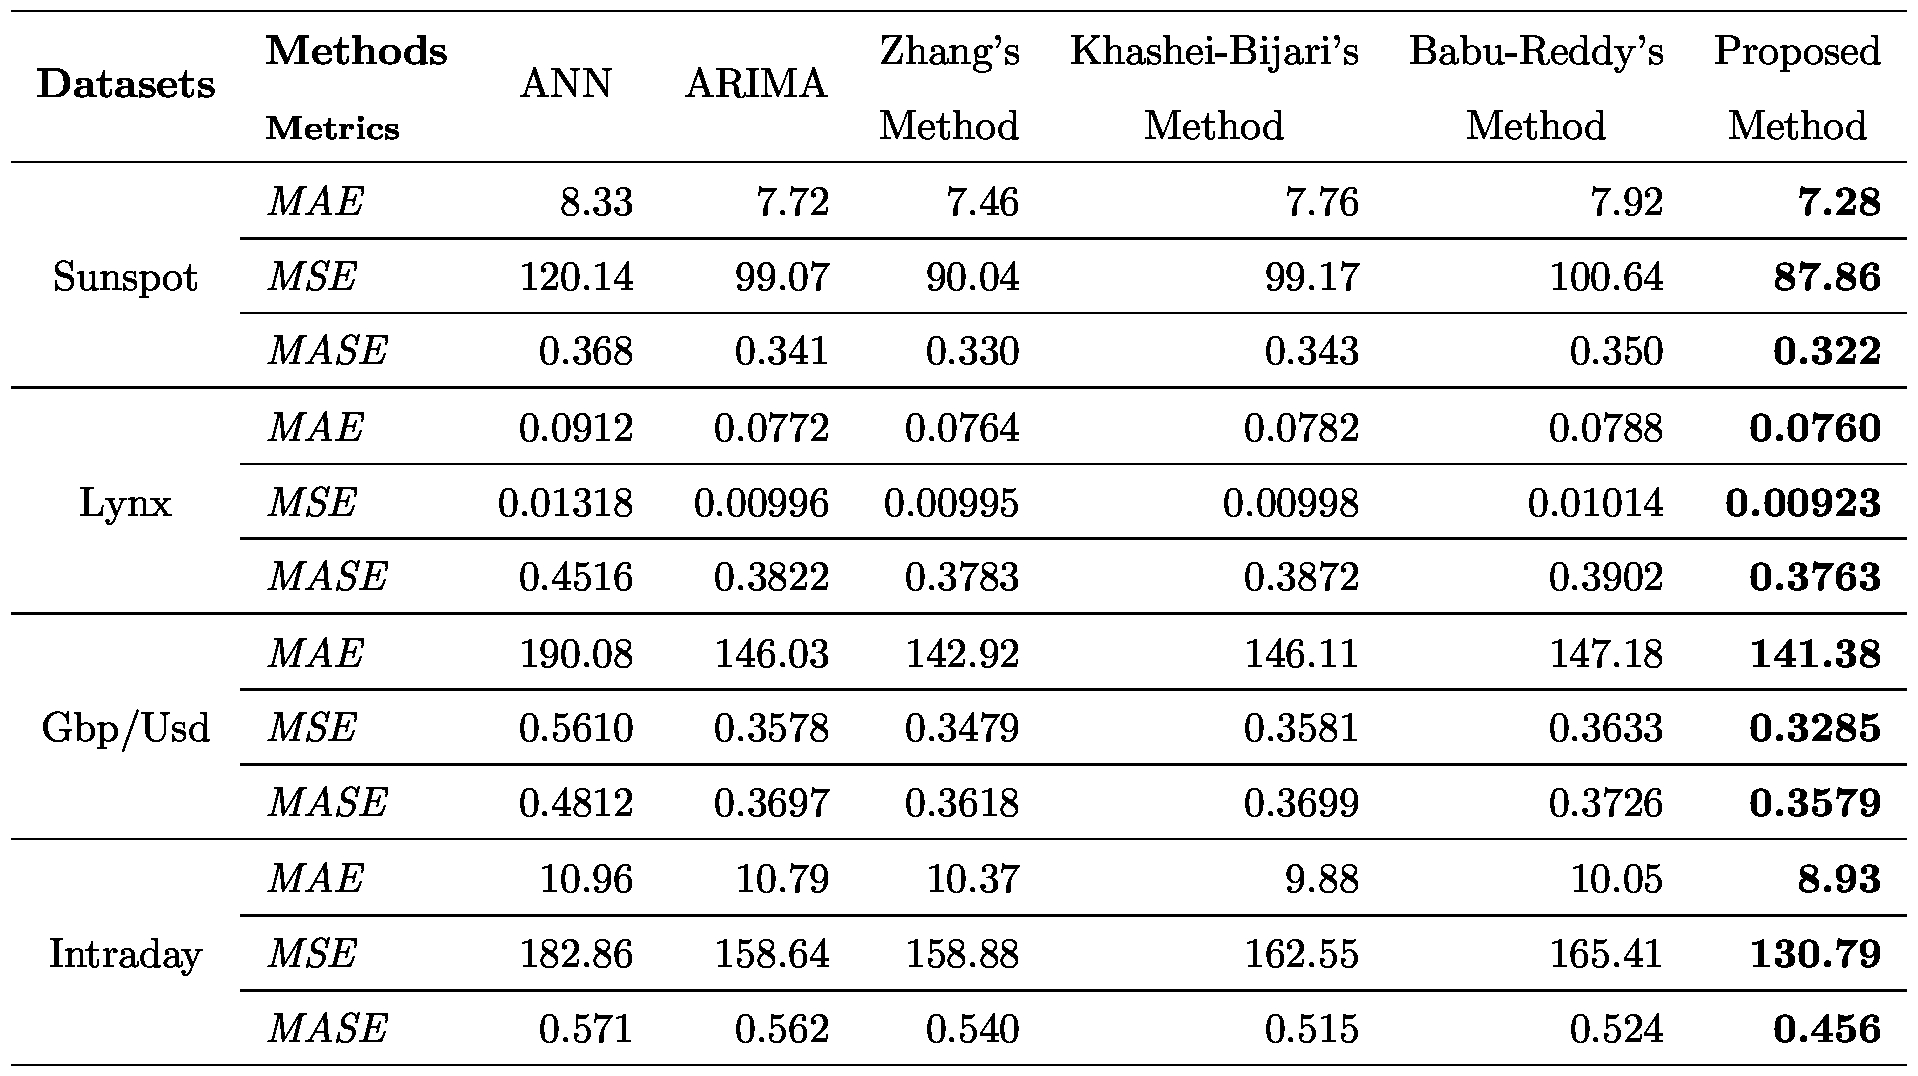 Datasets Methods Metrics ANN ARIMA Zhang's Method Khashei-Bijari's Method Babu-Reddy's Method Proposed Method
Sunspot MAE 8.33 7.72 7.46 7.76 7.92 7.28
MSE 120.14 99.07 90.04 99.17 100.64 87.86
MASE 0.368 0.341 0.330 0.343 0.350 0.322
Lynx MAE 0.0912 0.0772 0.0764 0.0782 0.0788 0.0760
MSE 0.01318 0.00996 0.00995 0.00998 0.01014 0.00923
MASE 0.4516 0.3822 0.3783 0.3872 0.3902 0.3763
Gbp/Usd MAE 190.08 146.03 142.92 146.11 147.18 141.38
MSE 0.5610 0.3578 0.3479 0.3581 0.3633 0.3285
MASE 0.4812 0.3697 0.3618 0.3699 0.3726 0.3579
Intraday MAE 10.96 10.79 10.37 9.88 10.05 8.93
MSE 182.86 158.64 158.88 162.55 165.41 130.79
MASE 0.571 0.562 0.540 0.515 0.524 0.456